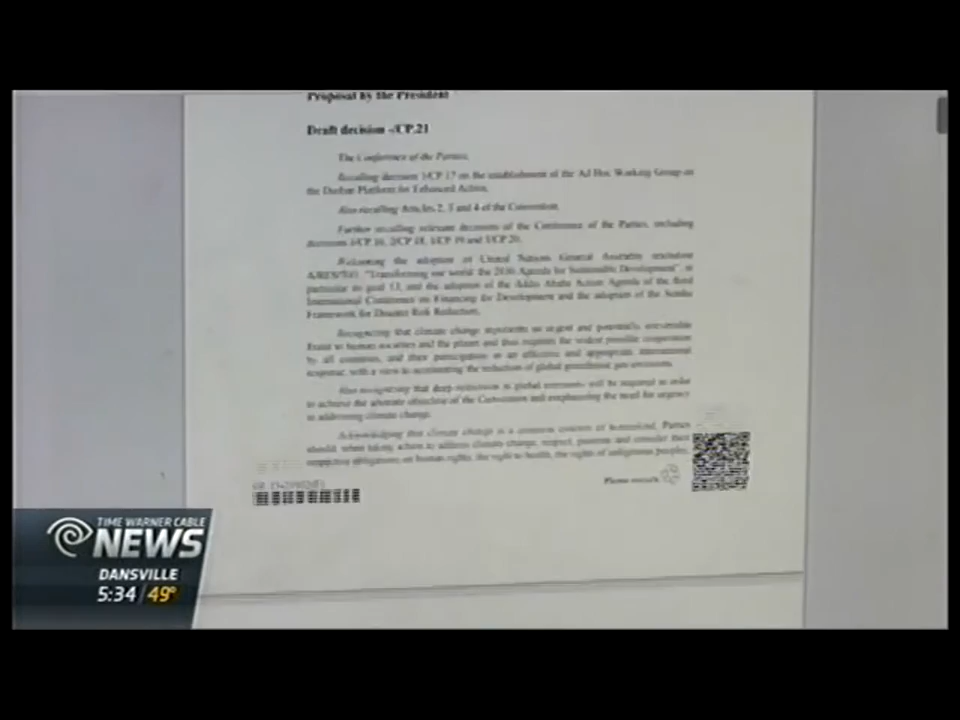 Proposal by the President
Draft decision -/CP.21
The Conference of the Parties,
Recalling decision 1/CP.17 on the establishment of the Ad Hoc Working Group on
the Durban Platform for Enhanced Action,
Also recalling Articles 2, 3 and 4 of the Convention,
Further recalling relevant decisions of the Conference of the Parties, including
decisions 1/CP.16, 2/CP.18, 1/CP.19 and 1/CP.20,
Welcoming the adoption of United Nations General Assembly resolution
"Transforming our world: the 2030 Agenda for Sustainable Development", in
particular its goal 13, and the adoption of the Addis Ababa Action Agenda of the third
International Conference on Financing for Development and the adoption of the Sendai
Framework for Disaster Risk Reduction,
Recognizing that climate change represents an urgent and potentially irreversible
threat to human societies and the planet and thus requires the widest possible cooperation
by all countries, and their participation in an effective and appropriate international
response, with a view to accelerating the reduction of global greenhouse gas emissions,
Also recognizing that deep reductions in global emissions will be required in order
to achieve the ultimate objective of the Convention and emphasizing the need for urgency
in addressing climate change,
Acknowledging that climate change is a common concern of humankind, Parties
should, when taking action to address climate change, respect, promote and consider their
respective obligations on human rights, the right to health, the rights of indigenous peoples,
Please recycle
TIME WARNER CABLE
NEWS
DANSVILLE
5:34 49°